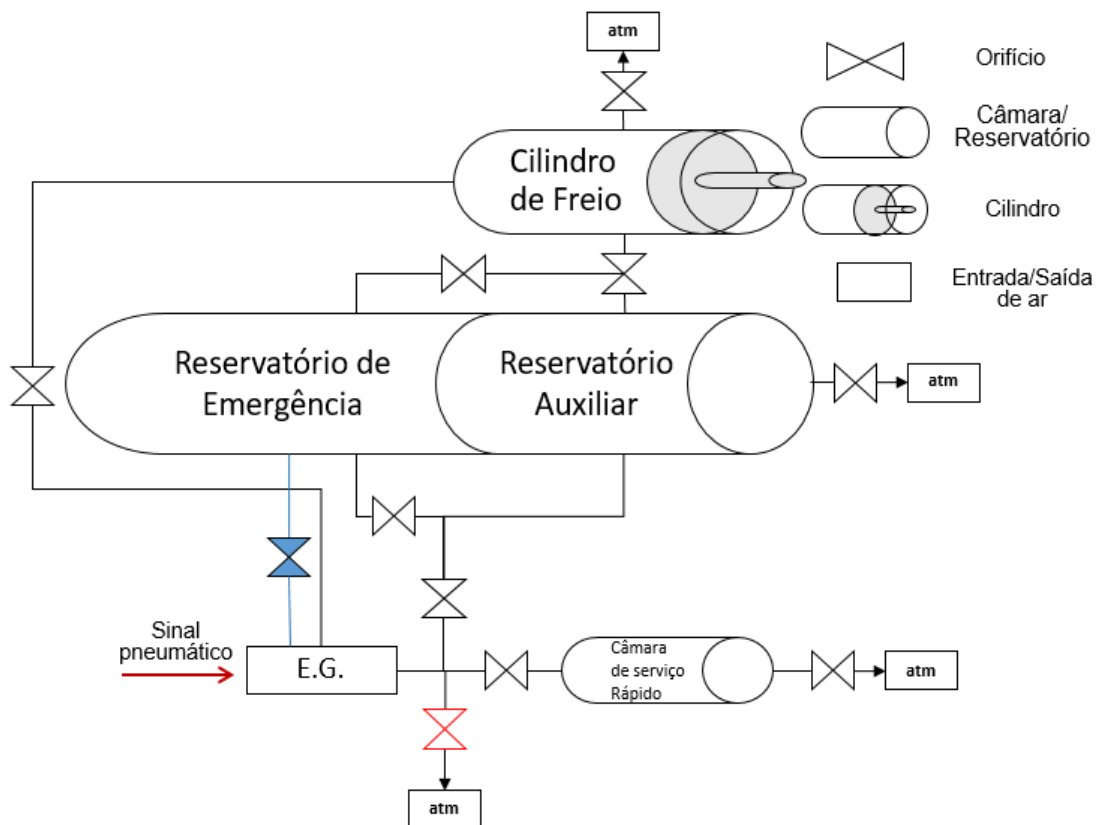 atm
Orifício
Câmara/
Reservatório
Cilindro
de Freio
Cilindro
Entrada/Saída
de ar
Reservatório de
Emergência
Reservatório
Auxiliar
atm
Sinal
pneumático
E.G.
Câmara
de serviço
Rápido
atm
atm